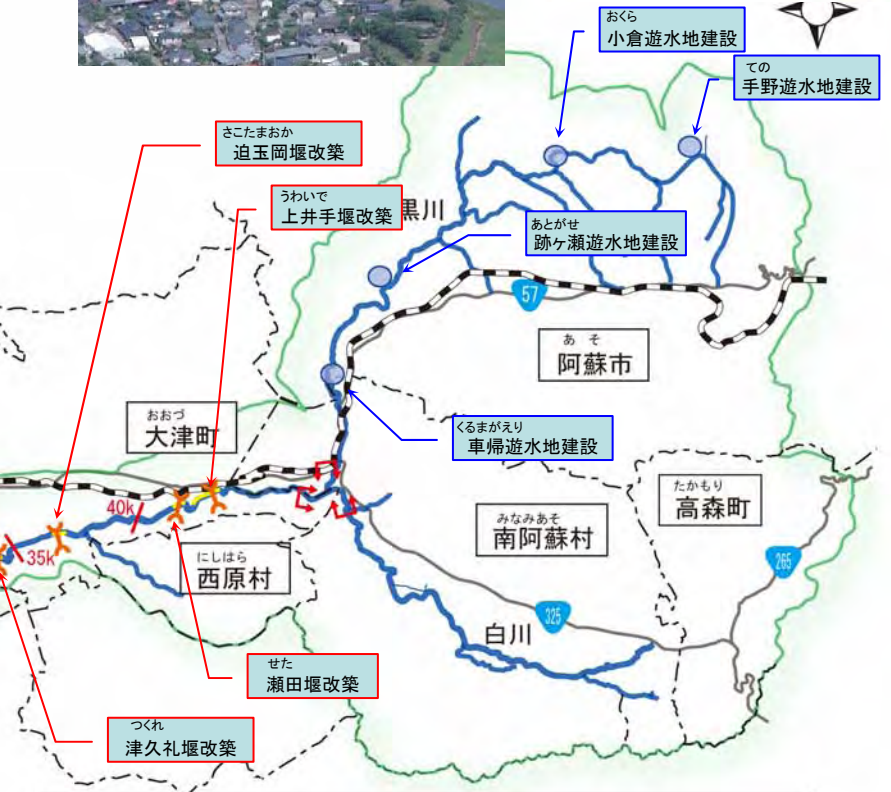 おくら
小倉遊水地建設
ての
手野遊水地建設
さこたまおか
迫玉岡堰改築
うわいで
上井手堰改築
黒川
あとがせ
跡ヶ瀬遊水地建設
57
あそ
阿蘇市
おおづ
大津町
くるまがえり
車帰遊水地建設
たかもり
高森町
みなみあそ
南阿蘇村
40k
35k
にしはら
西原村
265
325
白川
せた
瀬田堰改築
つくれ
津久礼堰改築